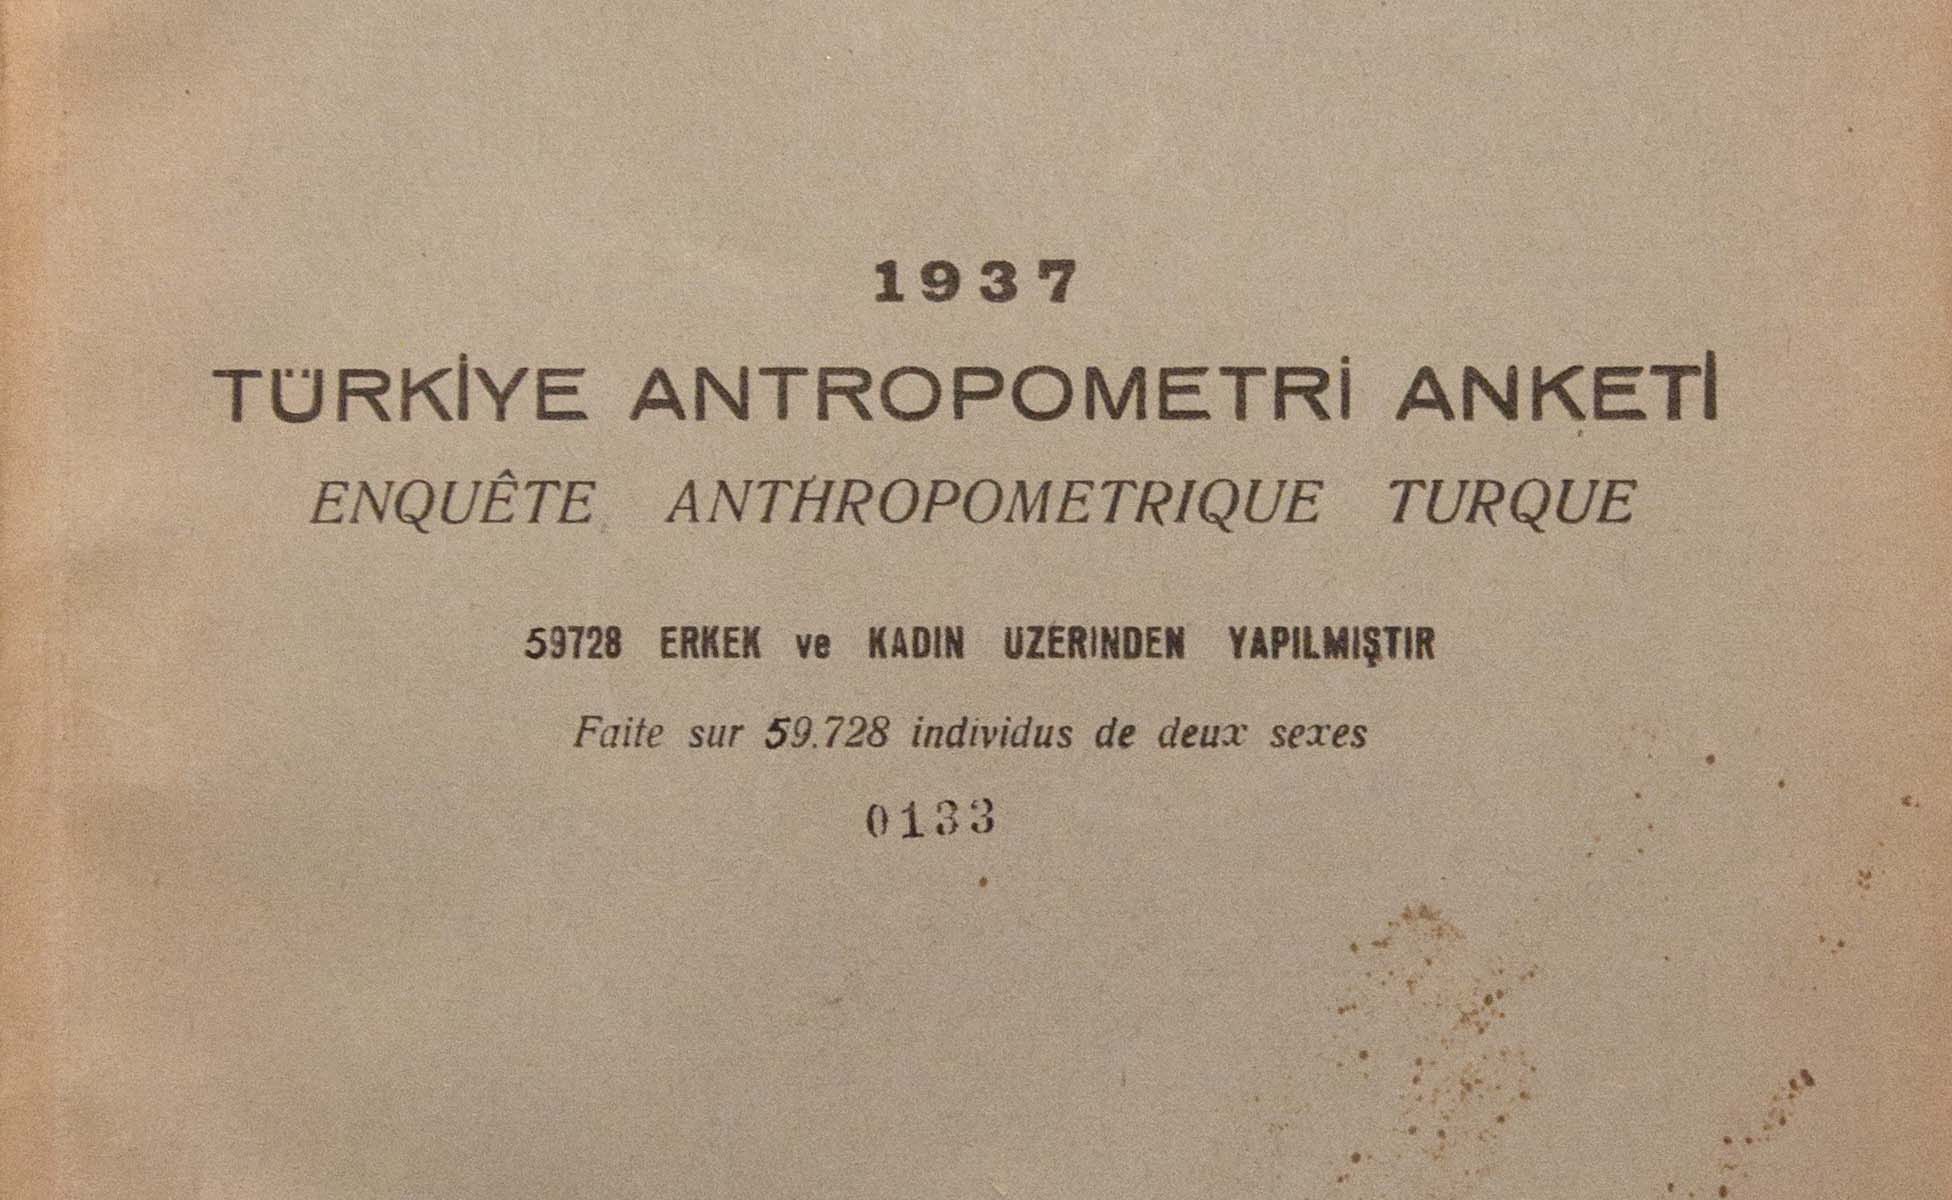 1937
TÜRKİYE ANTROPOMETRİ ANKETİ
ENQUÊTE ANTHROPOMETRIQUE TURQUE
59728 ERKEK ve KADIN UZERINDEN YAPILMIŞTIR
Faite sur 59.728 individus de deux sexes
0133